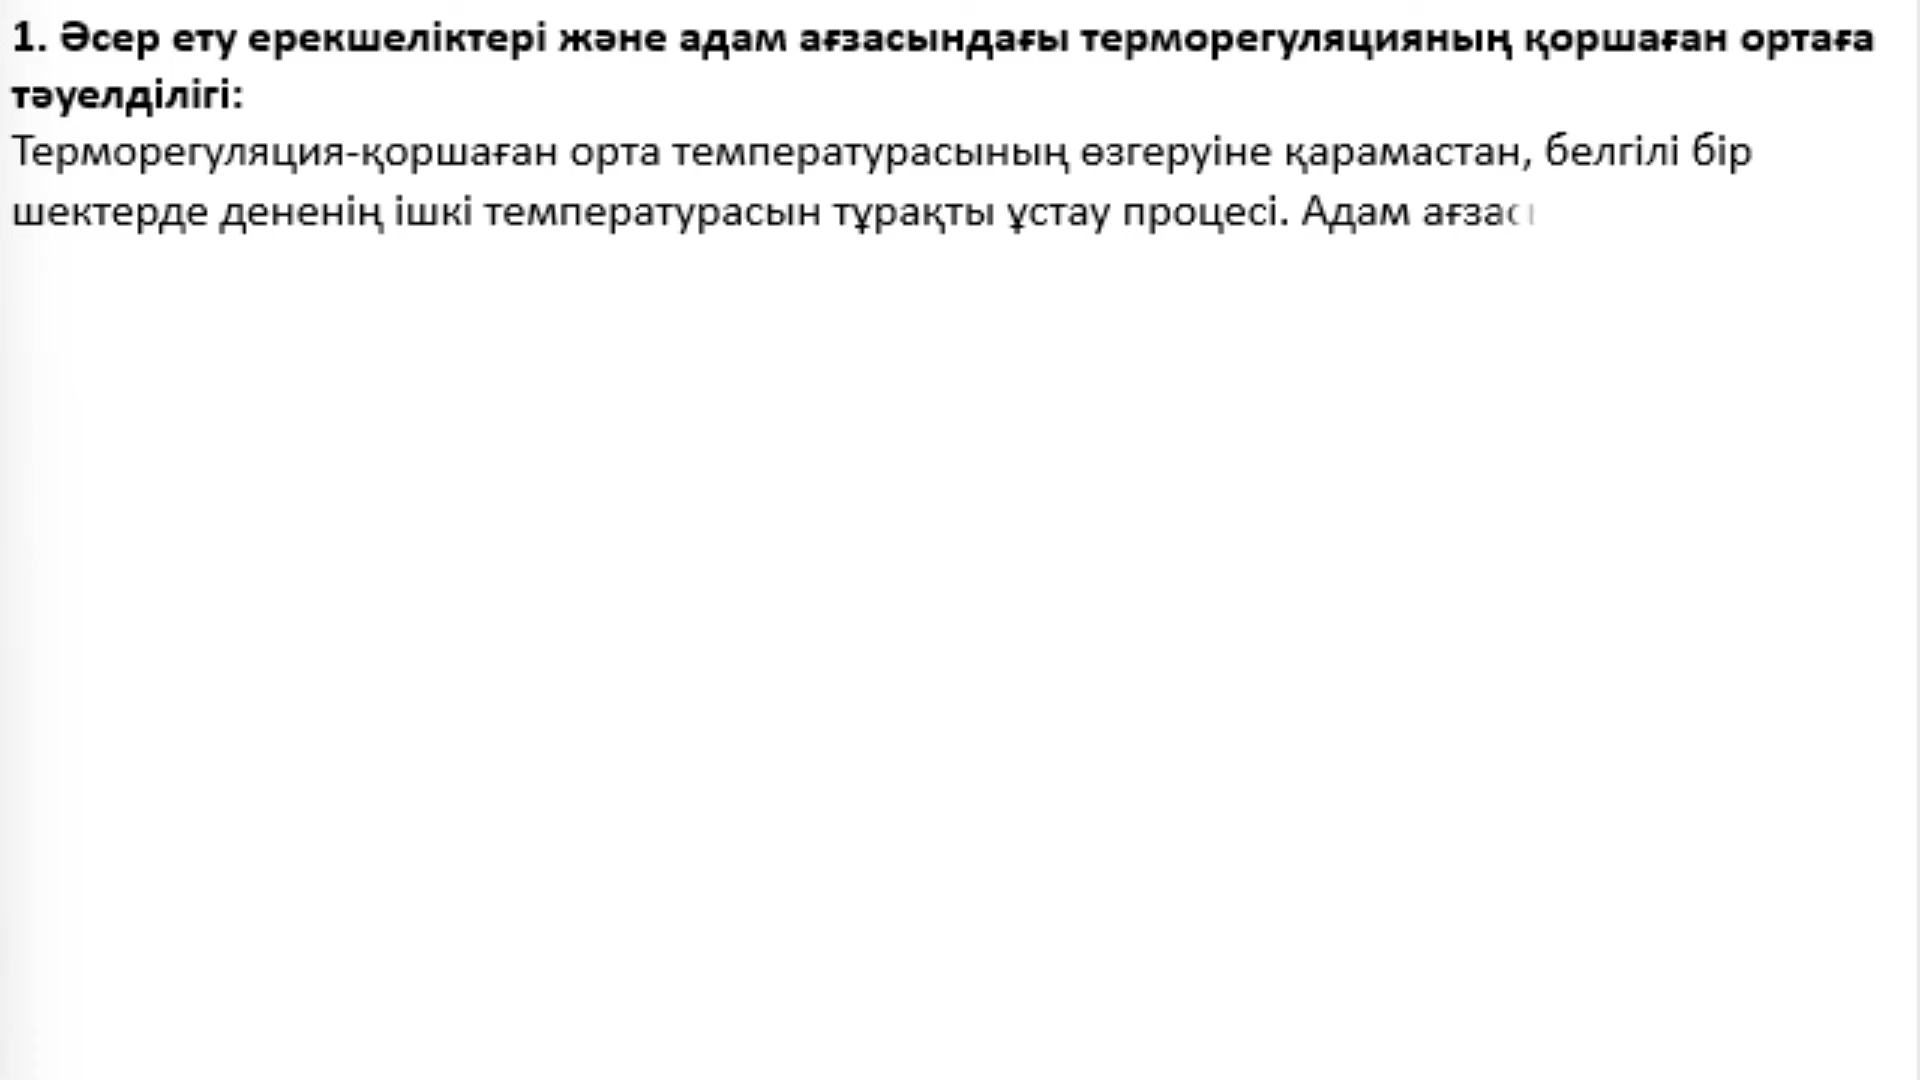 1. Әсер ету ерекшеліктері және адам ағзасындағы терморегуляцияның қоршаған ортаға
тәуелділігі:
Терморегуляция-қоршаған орта температурасының өзгеруіне қарамастан, белгілі бір
шектерде дененің ішкі температурасын тұрақты ұстау процесі. Адам